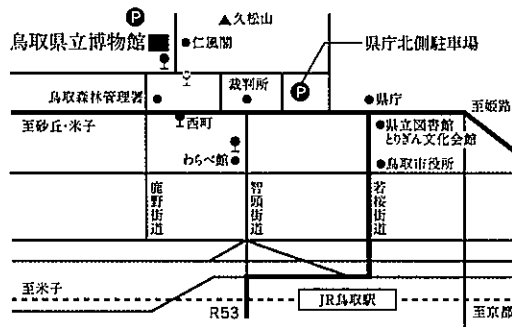 P
▲久松山
鳥取県立博物館
仁風閣
県庁北側駐車場
鳥取森林管理署
裁判所
P
県庁
至姫路
至砂丘・米子
西町
県立図書館
とりぎん文化会館
わらべ館
鳥取市役所
鹿野街道
智頭街道
若桜街道
至米子
R53
JR鳥取駅
至京都